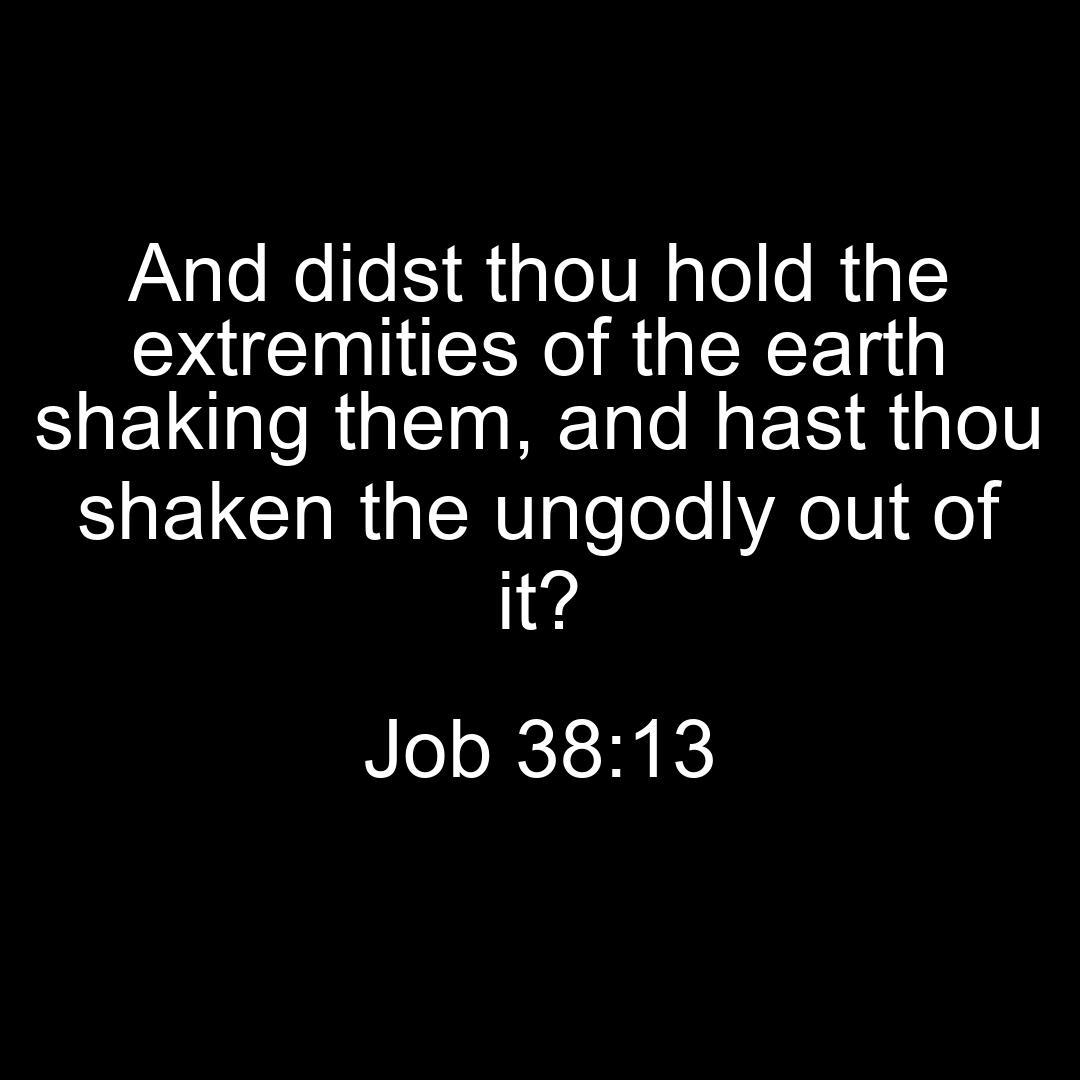 And didst thou hold the
extremities of the earth
shaking them, and hast thou
shaken the ungodly out of
it?
Job 38:13